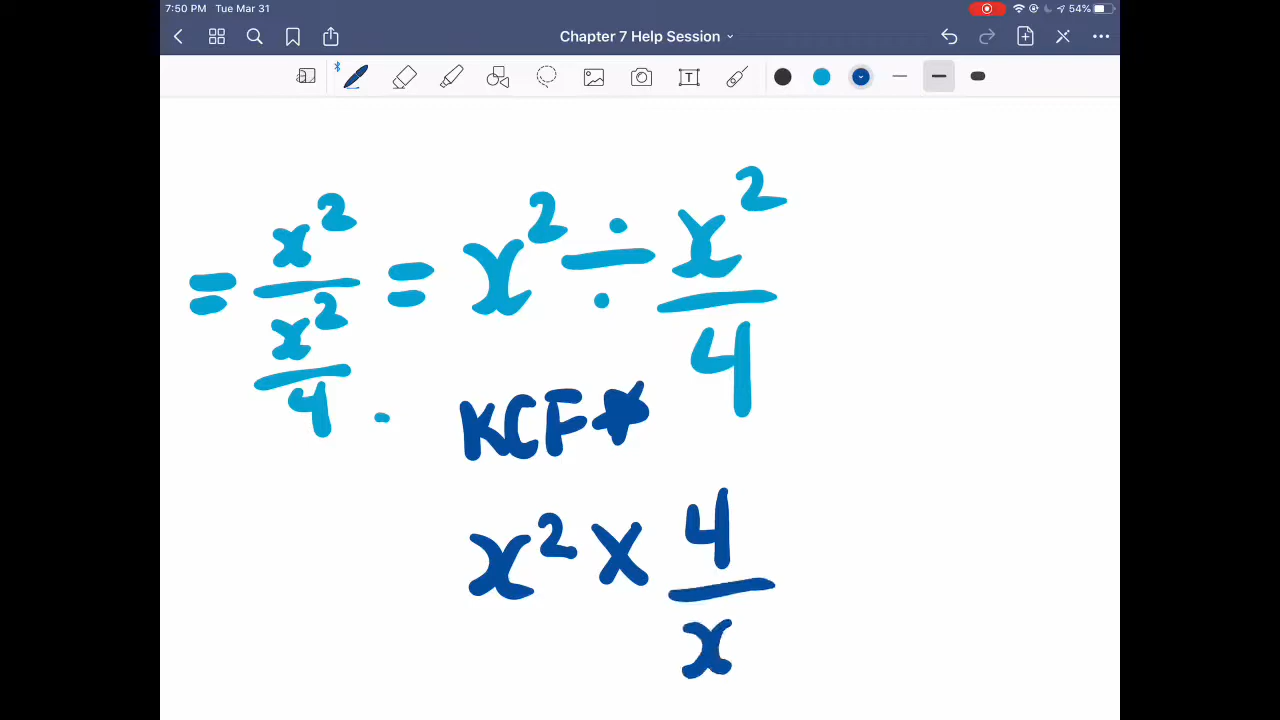 7:50 PM Tue Mar 31 54%
Chapter 7 Help Session
T
= x²/(x²/4) = x² ÷ x²/4
KCF★
x² × 4/x